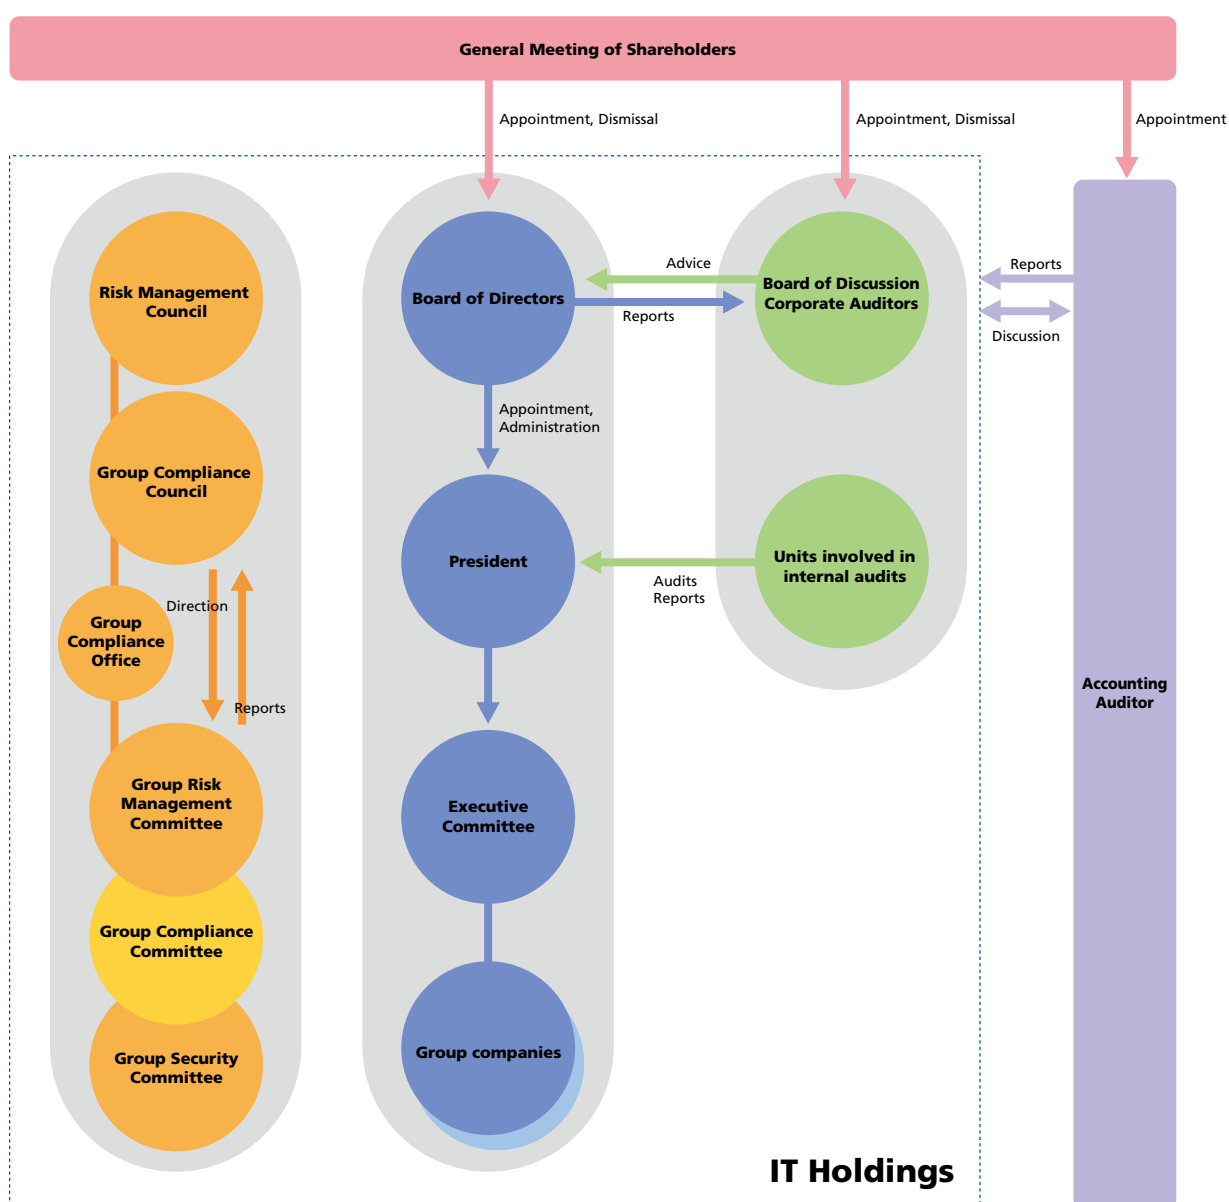 General Meeting of Shareholders
Appointment, Dismissal
Appointment, Dismissal
Appointment
Risk Management
Council
Board of Directors
Advice
Reports
Board of Discussion
Corporate Auditors
Reports
Discussion
Appointment,
Administration
Group Compliance
Council
President
Audits
Reports
Units involved in
internal audits
Direction
Group
Compliance
Office
Reports
Accounting
Auditor
Group Risk
Management
Committee
Executive
Committee
Group Compliance
Committee
Group Security
Committee
Group companies
IT Holdings